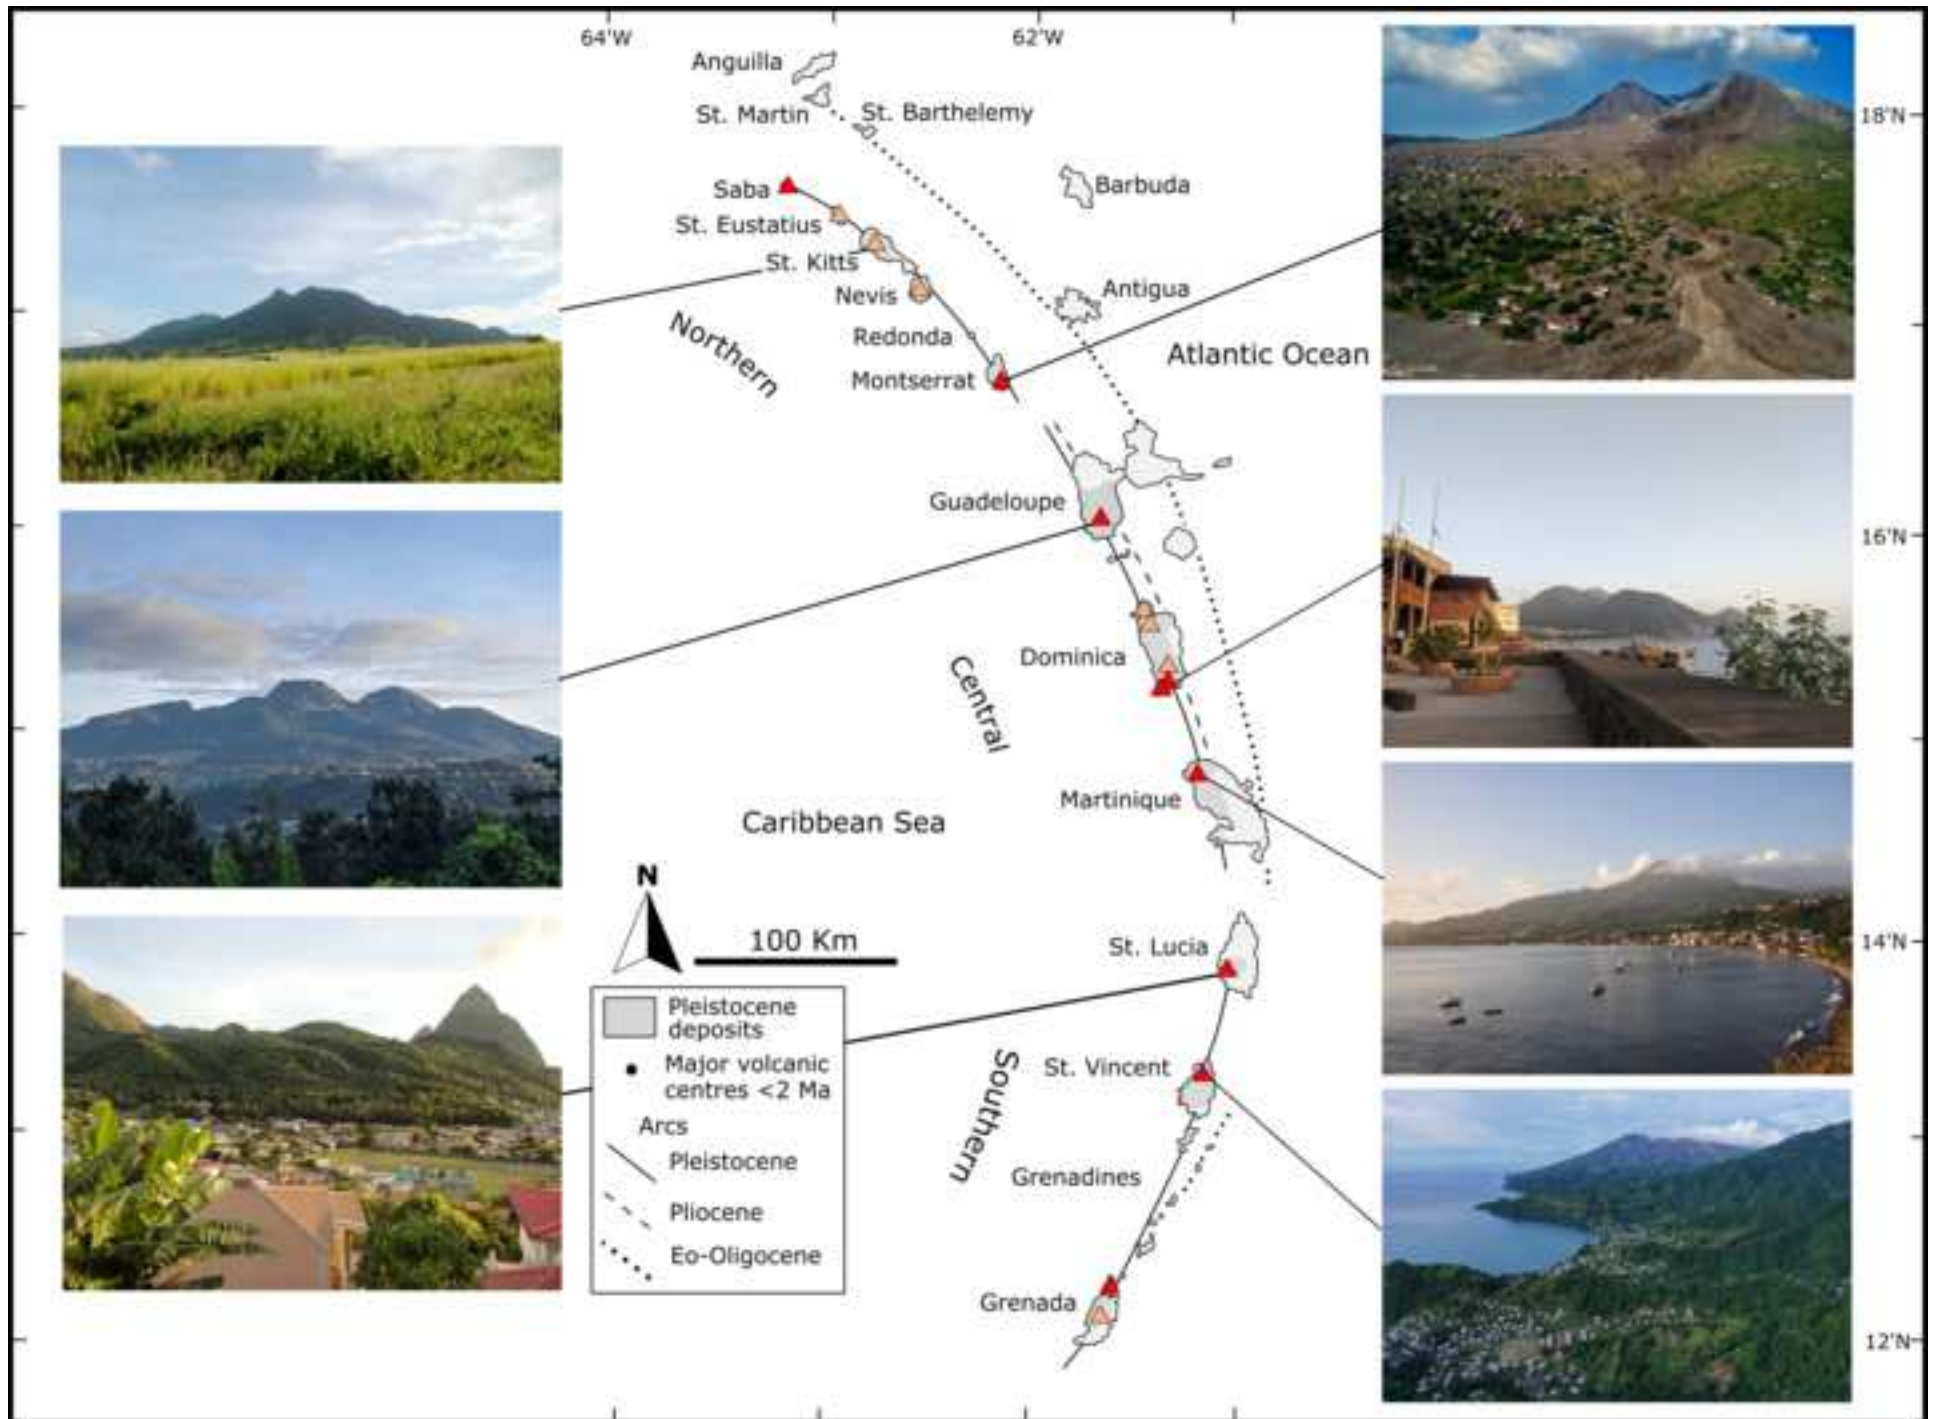 64'W
62'W
Anguilla
St. Martin
St. Barthelemy
18'N
Saba
Barbuda
St. Eustatius
St. Kitts
Nevis
Antigua
Northern
Redonda
Atlantic Ocean
Montserrat
Guadeloupe
16'N
Dominica
Central
Martinique
Caribbean Sea
N
100 Km
St. Lucia
14'N
Pleistocene
deposits
Major volcanic
centres <2 Ma
Arcs
Pleistocene
Pliocene
Eo-Oligocene
St. Vincent
Southern
Grenadines
Grenada
12'N